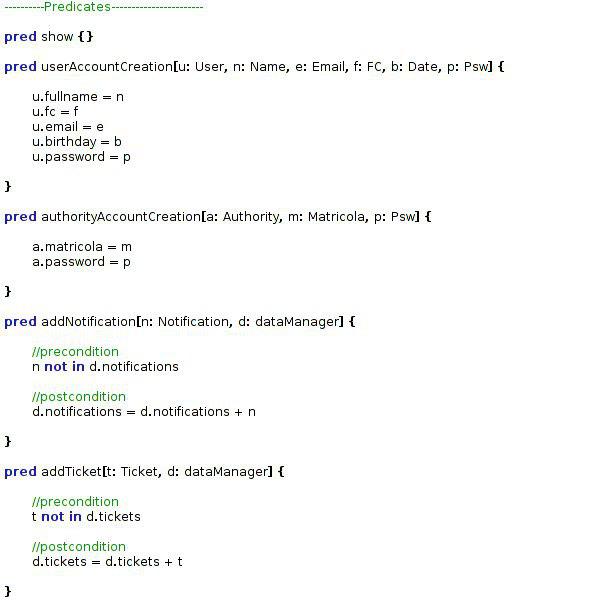 ----------Predicates-----------------------
pred show {}
pred userAccountCreation[u: User, n: Name, e: Email, f: FC, b: Date, p: Psw] {
u.fullname = n
u.fc = f
u.email = e
u.birthday = b
u.password = p
}
pred authorityAccountCreation[a: Authority, m: Matricola, p: Psw] {
a.matricola = m
a.password = p
}
pred addNotification[n: Notification, d: dataManager] {
//precondition
n not in d.notifications
//postcondition
d.notifications = d.notifications + n
}
pred addTicket[t: Ticket, d: dataManager] {
//precondition
t not in d.tickets
//postcondition
d.tickets = d.tickets + t
}